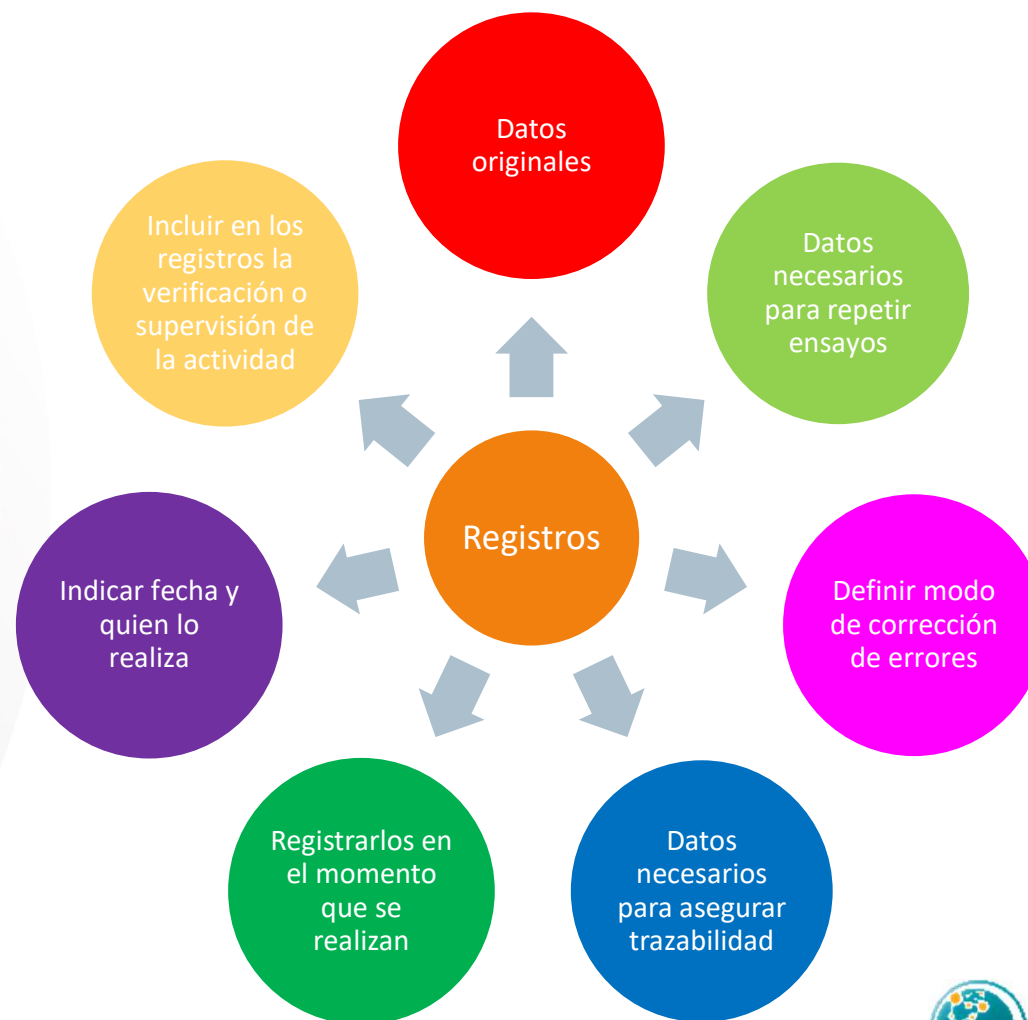 Datos
originales
Datos
necesarios
para repetir
ensayos
Definir modo
de corrección
de errores
Datos
necesarios
para asegurar
trazabilidad
Registrarlos en
el momento
que se
realizan
Indicar fecha y
quien lo
realiza
Incluir en los
registros la
verificación o
supervisión de
la actividad
Registros